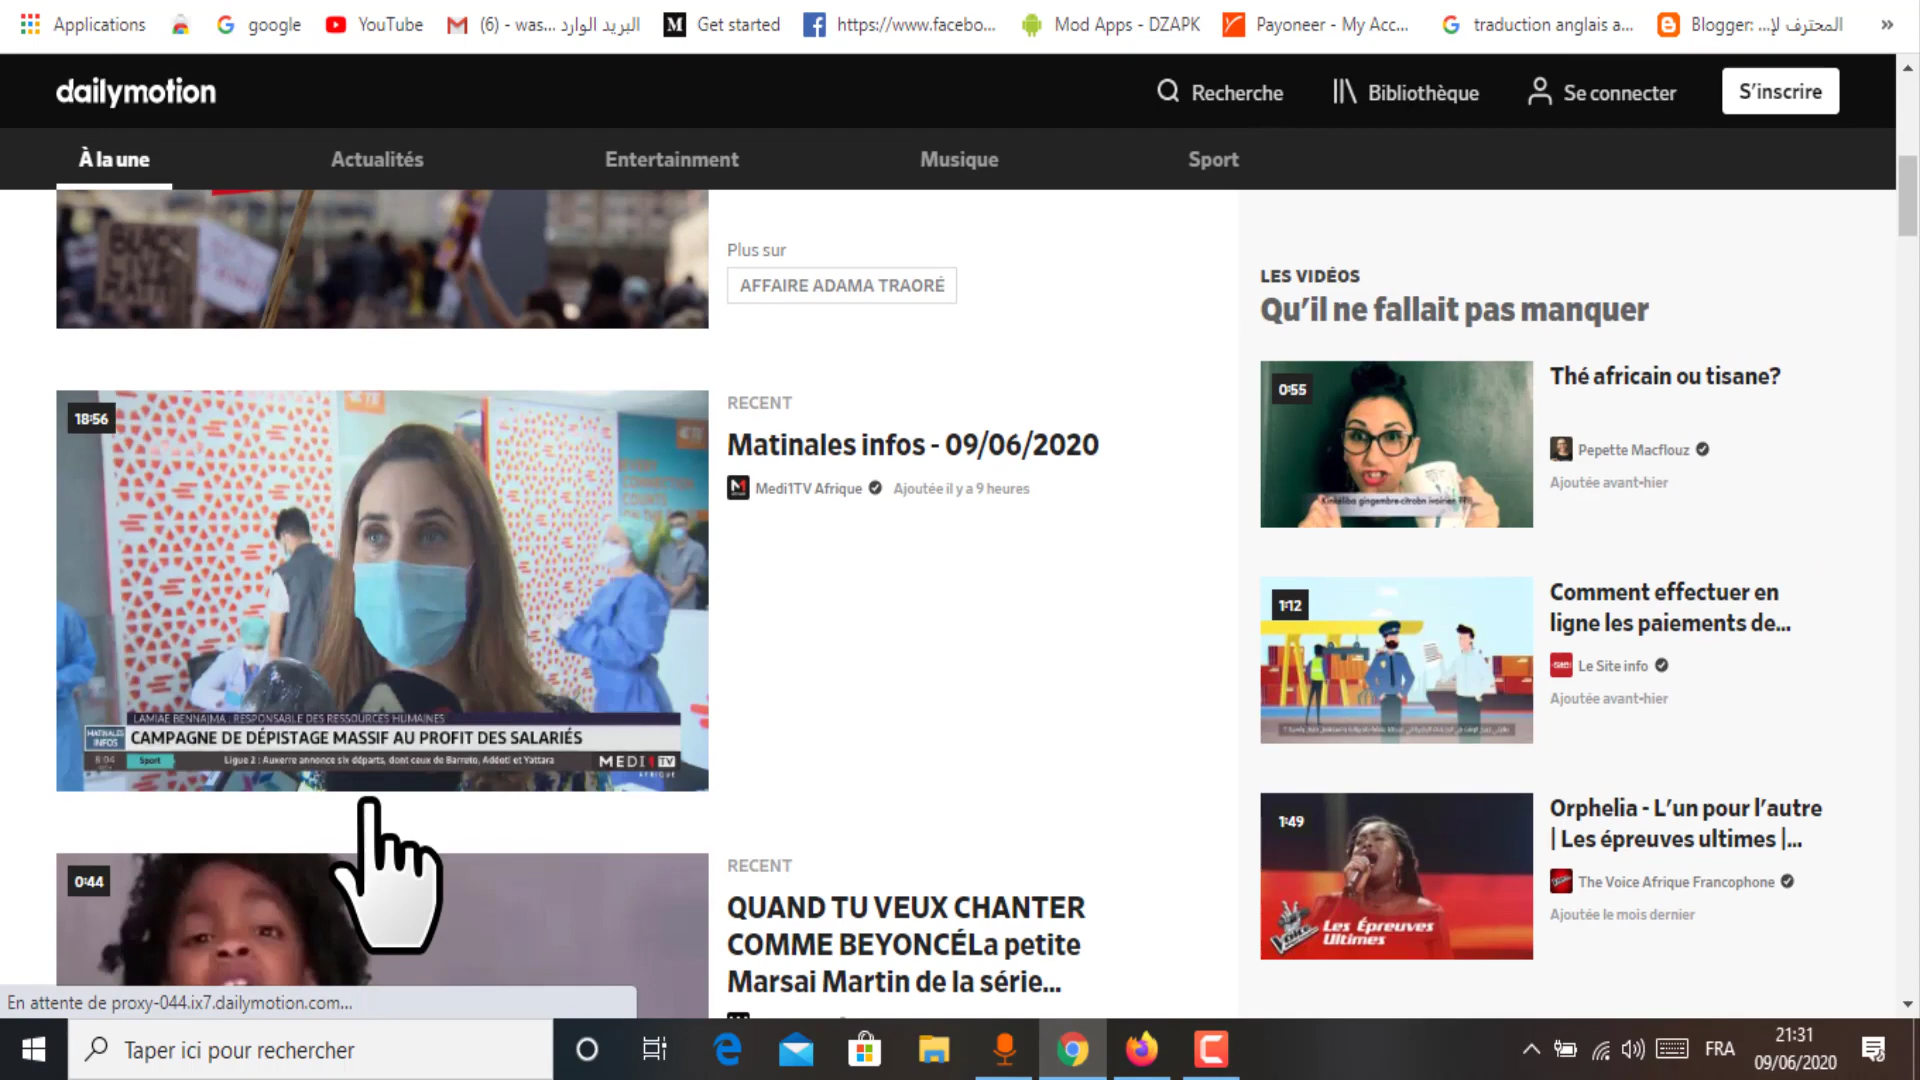 Applications
google
YouTube
(6) - was... البريد الوارد
Get started
https://www.facebo...
Mod Apps - DZAPK
Payoneer - My Acc...
traduction anglais a...
Blogger: ...المحترف لإ
»
dailymotion
Recherche
Bibliothèque
Se connecter
S'inscrire
À la une
Actualités
Entertainment
Musique
Sport
BLACK
Plus sur
AFFAIRE ADAMA TRAORÉ
18:56
LAMIAE BENNAJMA : RESPONSABLE DES RESSOURCES HUMAINES
MATINALES INFOS
CAMPAGNE DE DÉPISTAGE MASSIF AU PROFIT DES SALARIÉS
8:04
Sport
Ligue 2 : Auxerre annonce six départs, dont ceux de Barreto, Adéoti et Yattara
MEDI1TV
AFRIQUE
RECENT
Matinales infos - 09/06/2020
Medi1TV Afrique
Ajoutée il y a 9 heures
0:44
RECENT
QUAND TU VEUX CHANTER
COMME BEYONCÉLa petite
Marsai Martin de la série...
LES VIDÉOS
Qu'il ne fallait pas manquer
0:55
Thé africain ou tisane?
Pepette Macflouz
Ajoutée avant-hier
1:12
Comment effectuer en
ligne les paiements de...
Le Site info
Ajoutée avant-hier
1:49
Les Épreuves
Ultimes
Orphelia - L'un pour l'autre
| Les épreuves ultimes |...
The Voice Afrique Francophone
Ajoutée le mois dernier
En attente de proxy-044.ix7.dailymotion.com...
Taper ici pour rechercher
FRA
21:31
09/06/2020